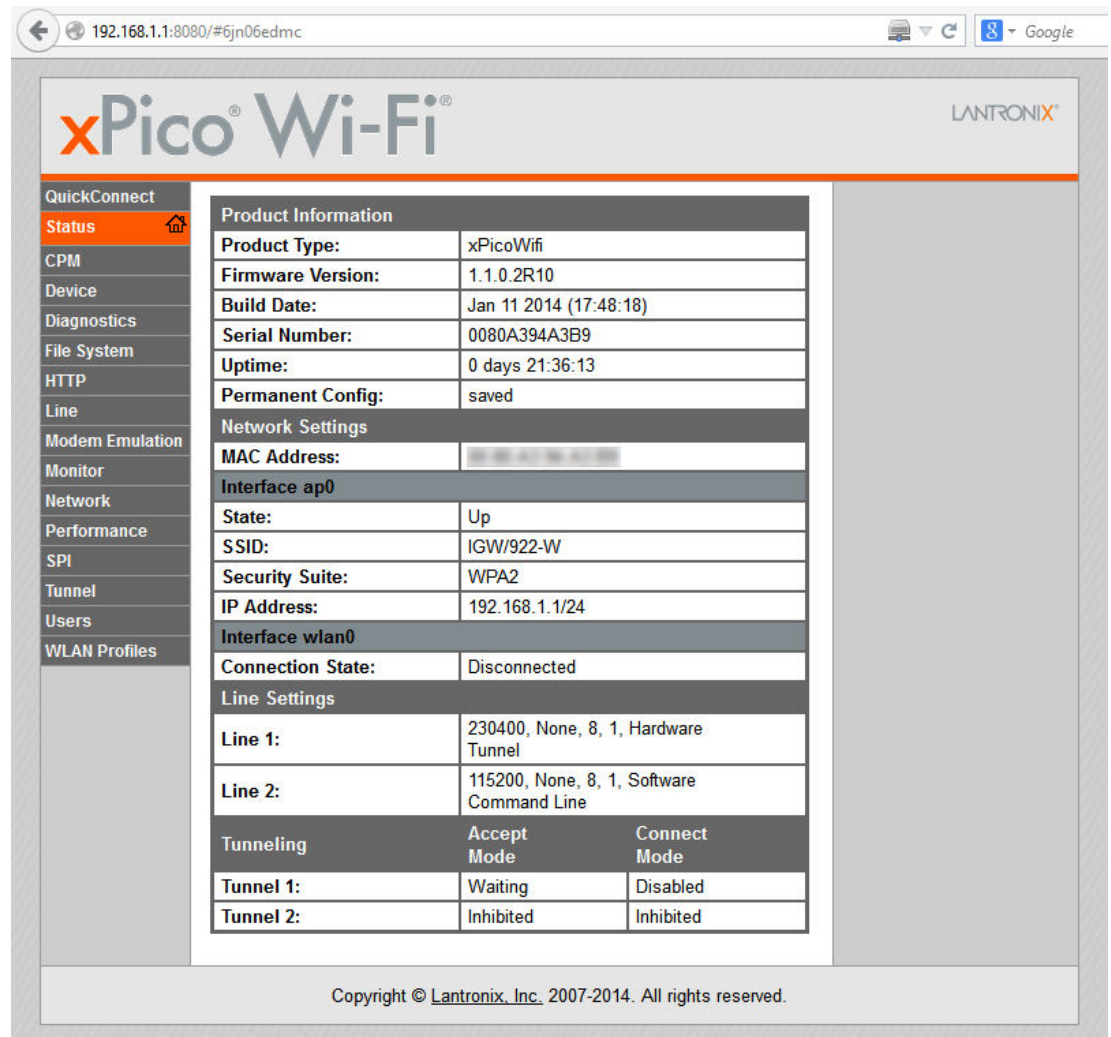 192.168.1.1:8080/#6jn06edmc
Google
xPico® Wi-Fi®
LANTRONIX®
QuickConnect
Status
CPM
Device
Diagnostics
File System
HTTP
Line
Modem Emulation
Monitor
Network
Performance
SPI
Tunnel
Users
WLAN Profiles
Product Information
Product Type: xPicoWifi
Firmware Version: 1.1.0.2R10
Build Date: Jan 11 2014 (17:48:18)
Serial Number: 0080A394A3B9
Uptime: 0 days 21:36:13
Permanent Config: saved
Network Settings
MAC Address:
Interface ap0
State: Up
SSID: IGW/922-W
Security Suite: WPA2
IP Address: 192.168.1.1/24
Interface wlan0
Connection State: Disconnected
Line Settings
Line 1: 230400, None, 8, 1, Hardware
Tunnel
Line 2: 115200, None, 8, 1, Software
Command Line
Tunneling Accept Mode Connect Mode
Tunnel 1: Waiting Disabled
Tunnel 2: Inhibited Inhibited
Copyright © Lantronix, Inc. 2007-2014. All rights reserved.